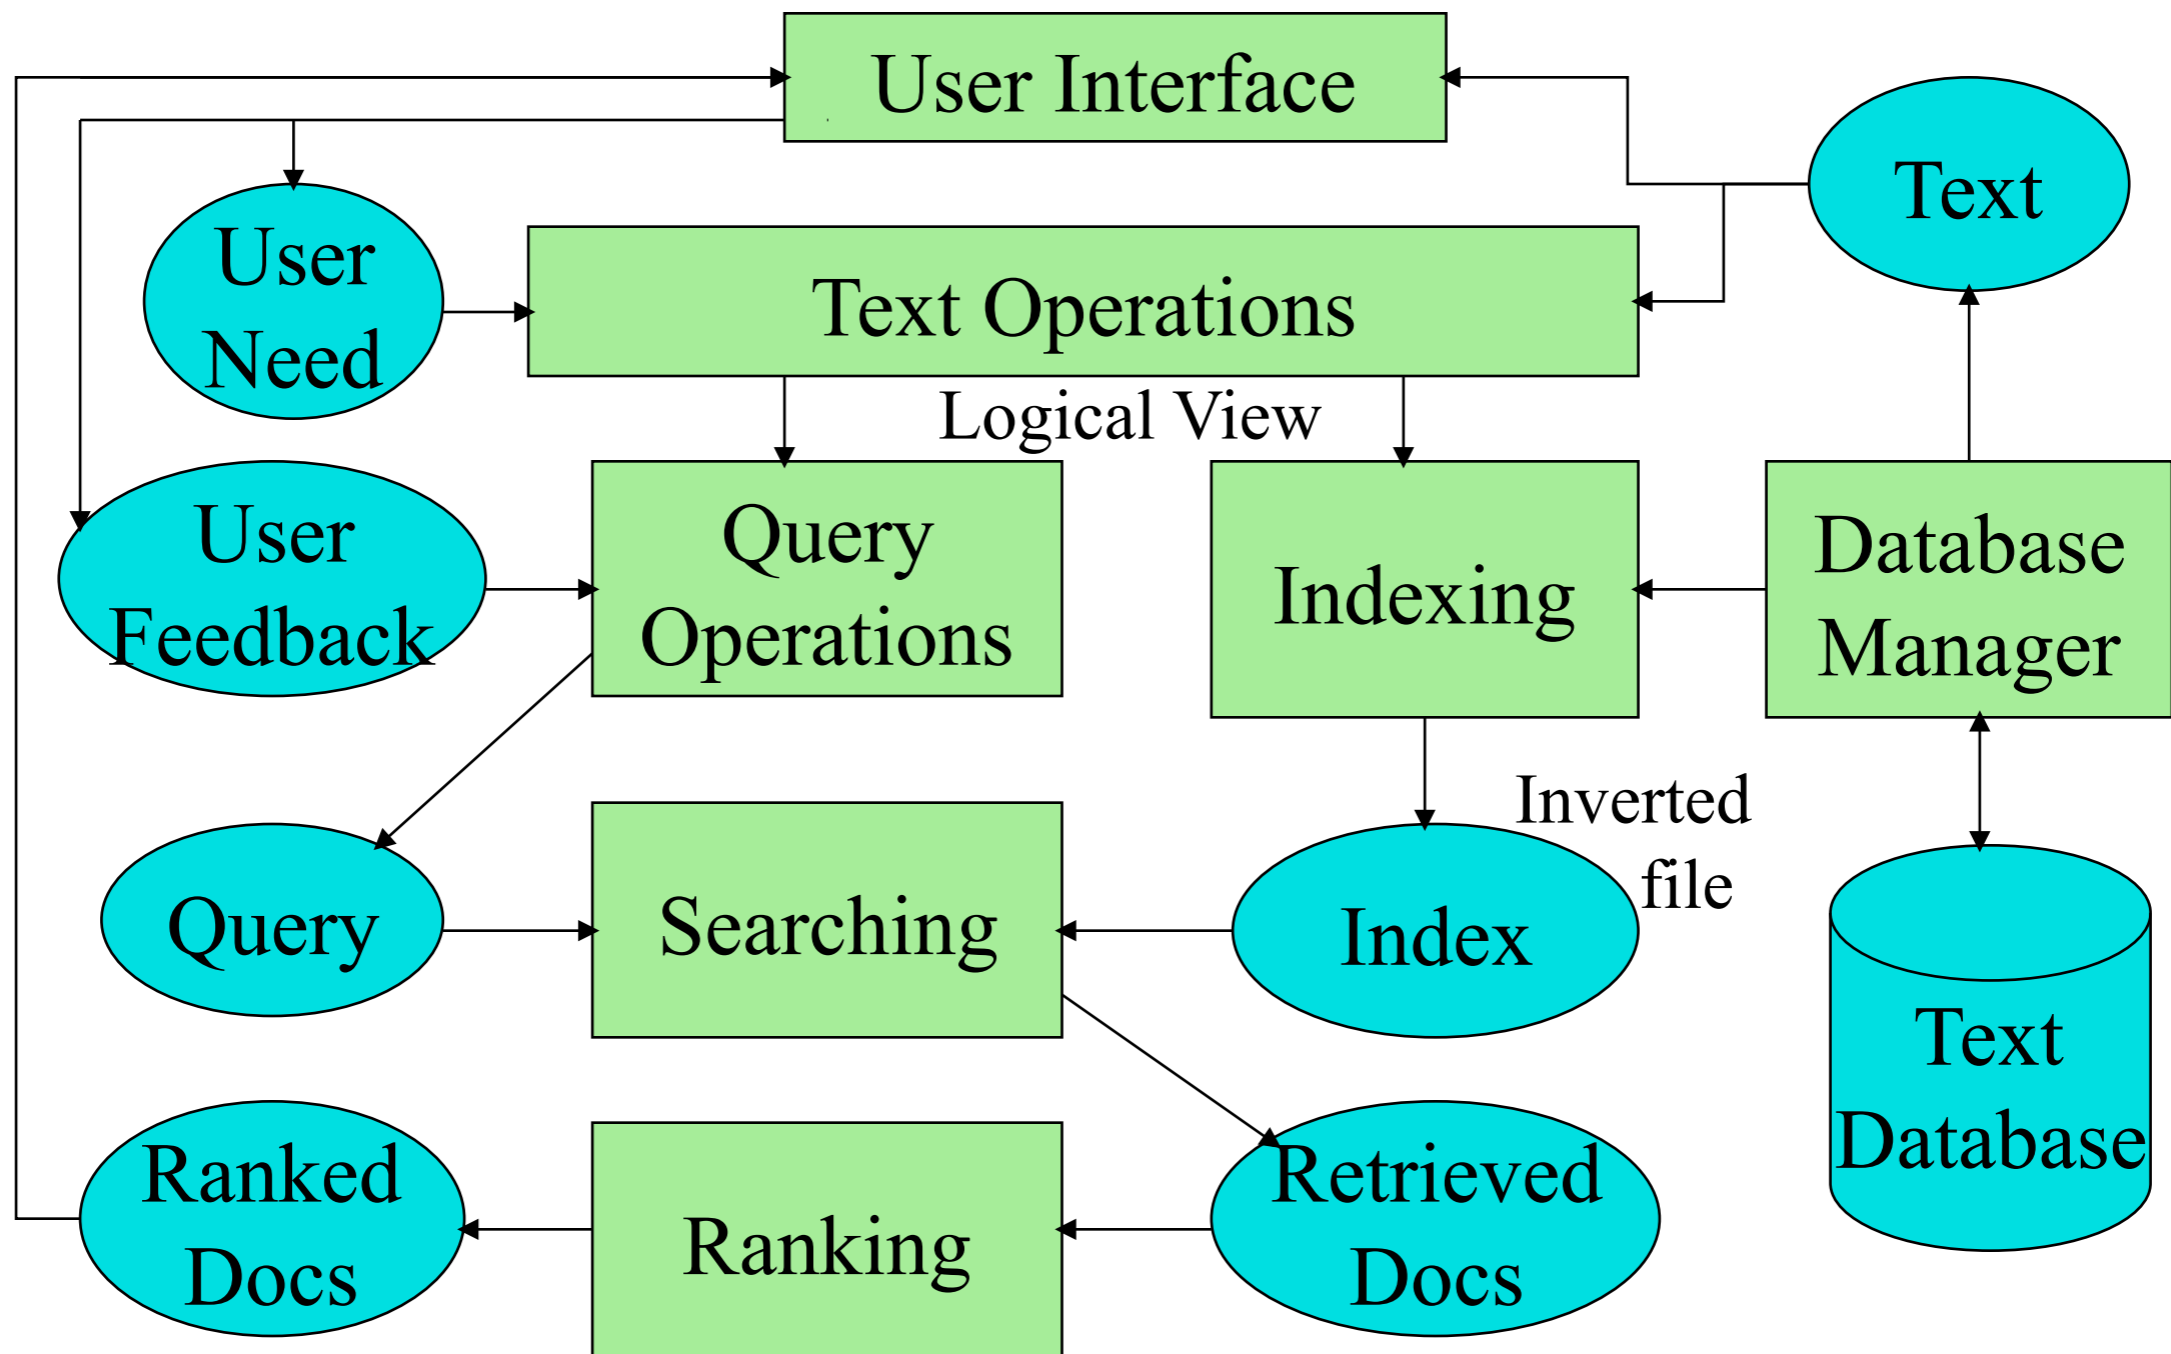 User Interface
Text
User
Need
Text Operations
Logical View
User
Feedback
Query
Operations
Indexing
Database
Manager
Inverted
file
Query
Searching
Index
Text
Database
Ranked
Docs
Ranking
Retrieved
Docs